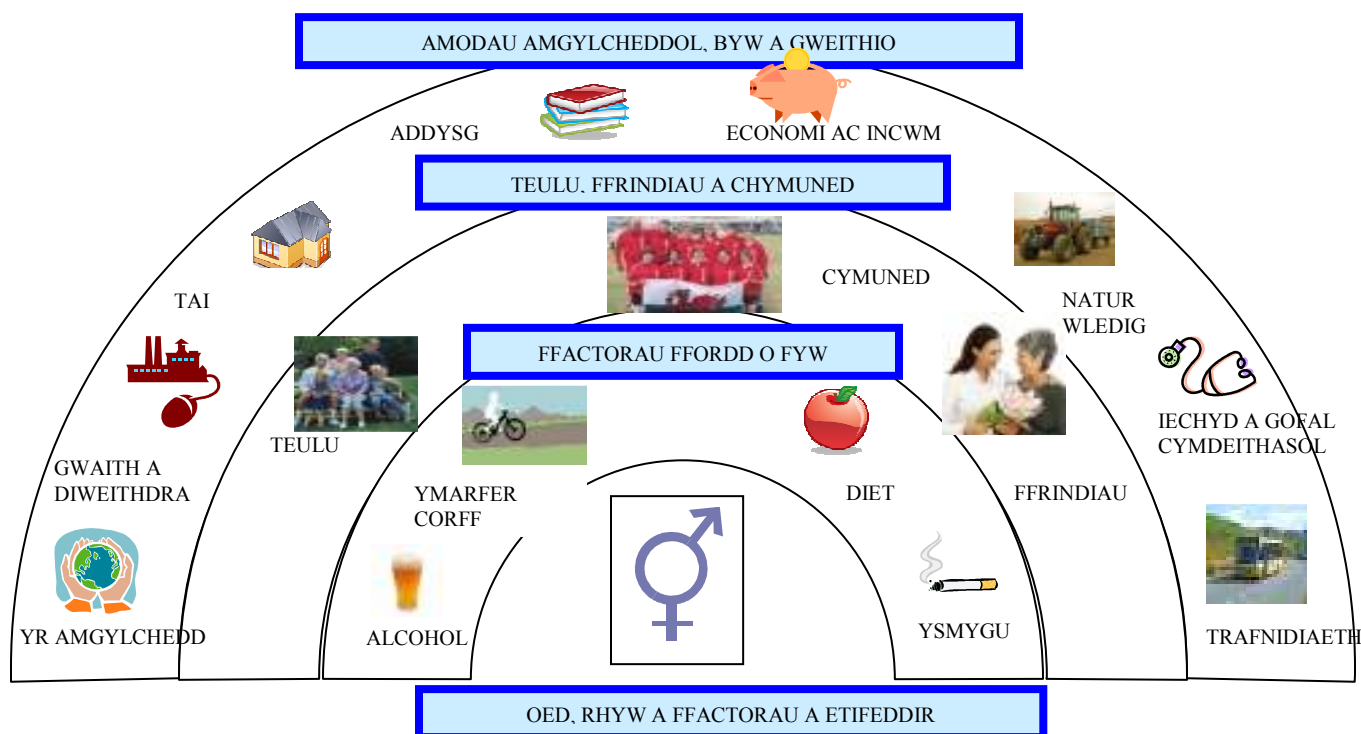 AMODAU AMGYLCHEDDOL, BYW A GWEITHIO
ADDYSG
ECONOMI AC INCWM
TEULU, FFRINDIAU A CHYMUNED
CYMUNED
TAI
NATUR
WLEDIG
FFACTORAU FFORDD O FYW
TEULU
IECHYD A GOFAL
CYMDEITHASOL
GWAITH A
DIWEITHDRA
YMARFER
CORFF
DIET
FFRINDIAU
YR AMGYLCHEDD
ALCOHOL
YSMYGU
TRAFNIDIAETH
OED, RHYW A FFACTORAU A ETIFEDDIR